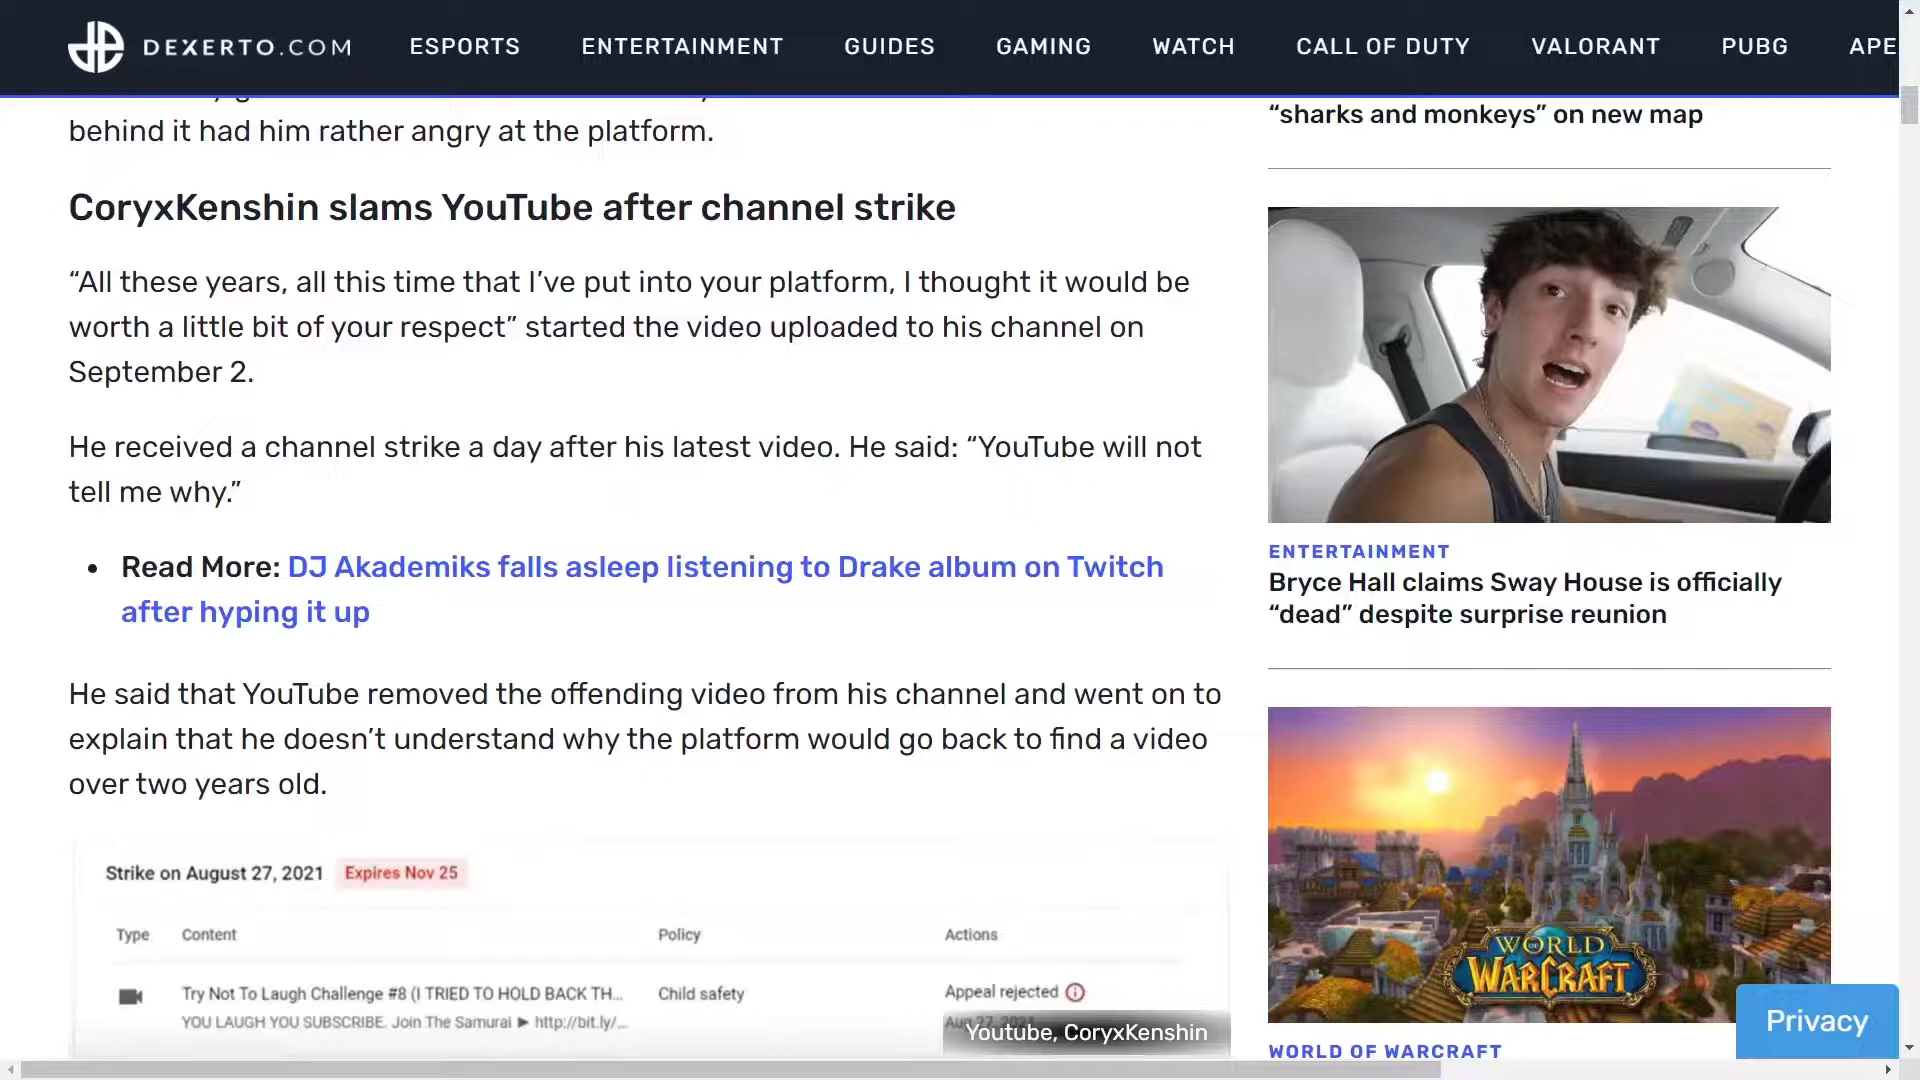 DEXERTO.COM ESPORTS ENTERTAINMENT GUIDES GAMING WATCH CALL OF DUTY VALORANT PUBG APE
behind it had him rather angry at the platform.
CoryxKenshin slams YouTube after channel strike
“All these years, all this time that I’ve put into your platform, I thought it would be
worth a little bit of your respect” started the video uploaded to his channel on
September 2.
He received a channel strike a day after his latest video. He said: “YouTube will not
tell me why.”
• Read More: DJ Akademiks falls asleep listening to Drake album on Twitch
after hyping it up
He said that YouTube removed the offending video from his channel and went on to
explain that he doesn’t understand why the platform would go back to find a video
over two years old.
Strike on August 27, 2021 Expires Nov 25
Type Content Policy Actions
Try Not To Laugh Challenge #8 (I TRIED TO HOLD BACK TH... Child safety Appeal rejected
YOU LAUGH YOU SUBSCRIBE. Join The Samurai ► http://bit.ly/... Aug 27, 2021
Youtube, CoryxKenshin
“sharks and monkeys” on new map
ENTERTAINMENT
Bryce Hall claims Sway House is officially
“dead” despite surprise reunion
WORLD OF
WARCRAFT
Privacy
WORLD OF WARCRAFT